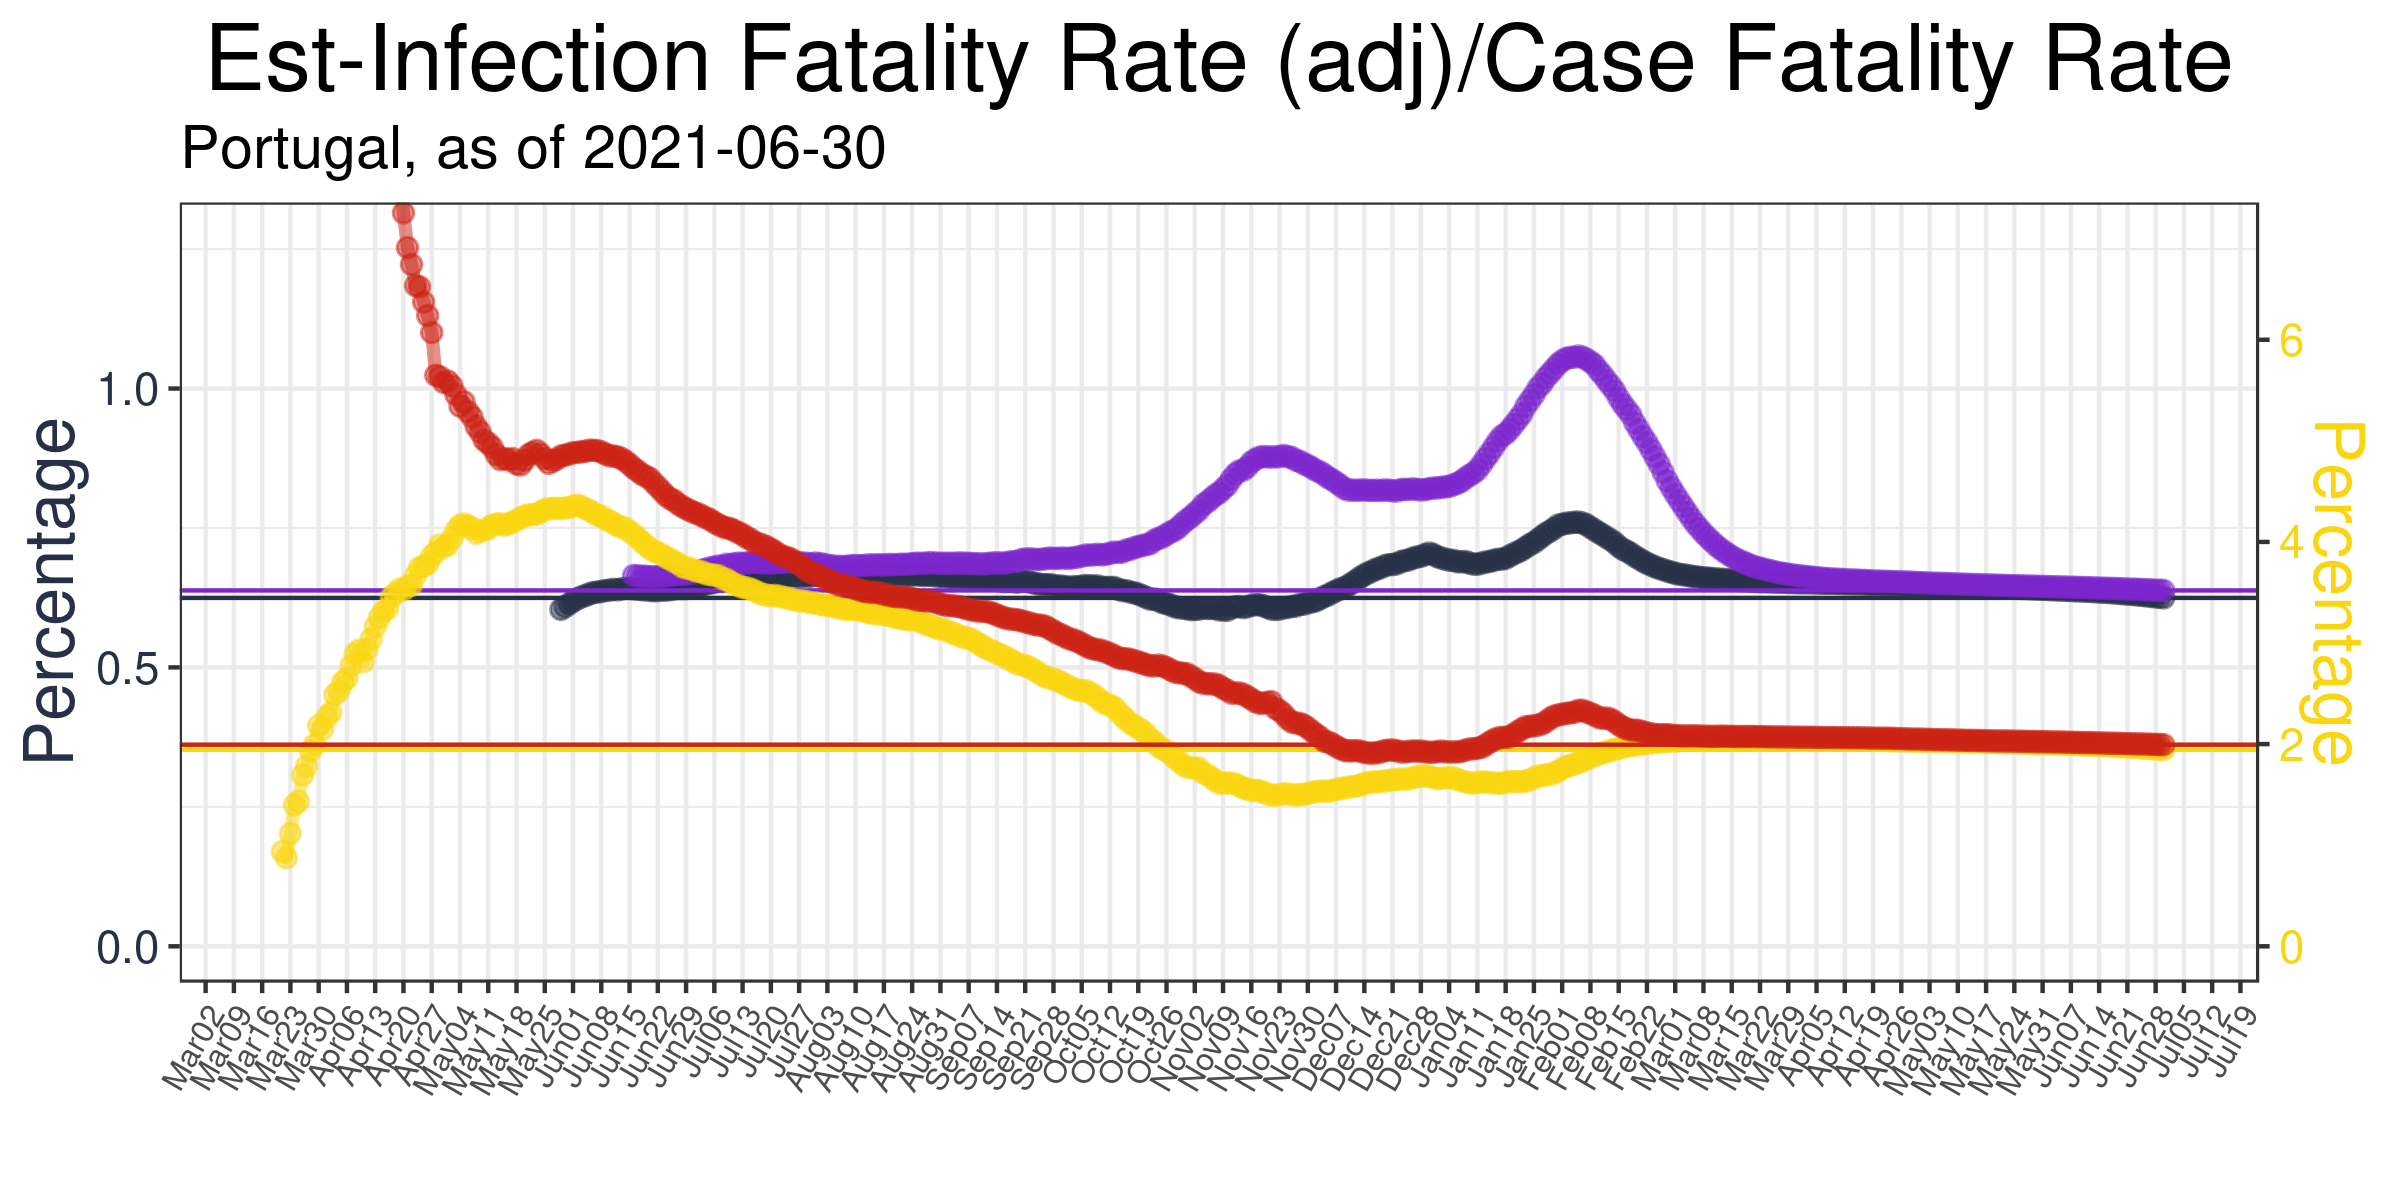 Est-Infection Fatality Rate (adj)/Case Fatality Rate
Portugal, as of 2021-06-30
Percentage
1.0
0.5
0.0
6
4
2
0
Percentage
Mar02
Mar09
Mar16
Mar23
Mar30
Apr06
Apr13
Apr20
Apr27
May04
May11
May18
May25
Jun01
Jun08
Jun15
Jun22
Jun29
Jul06
Jul13
Jul20
Jul27
Aug03
Aug10
Aug17
Aug24
Aug31
Sep07
Sep14
Sep21
Sep28
Oct05
Oct12
Oct19
Oct26
Nov02
Nov09
Nov16
Nov23
Nov30
Dec07
Dec14
Dec21
Dec28
Jan04
Jan11
Jan18
Jan25
Feb01
Feb08
Feb15
Feb22
Mar01
Mar08
Mar15
Mar22
Mar29
Apr05
Apr12
Apr19
Apr26
May03
May10
May17
May24
May31
Jun07
Jun14
Jun21
Jun28
Jul05
Jul12
Jul19